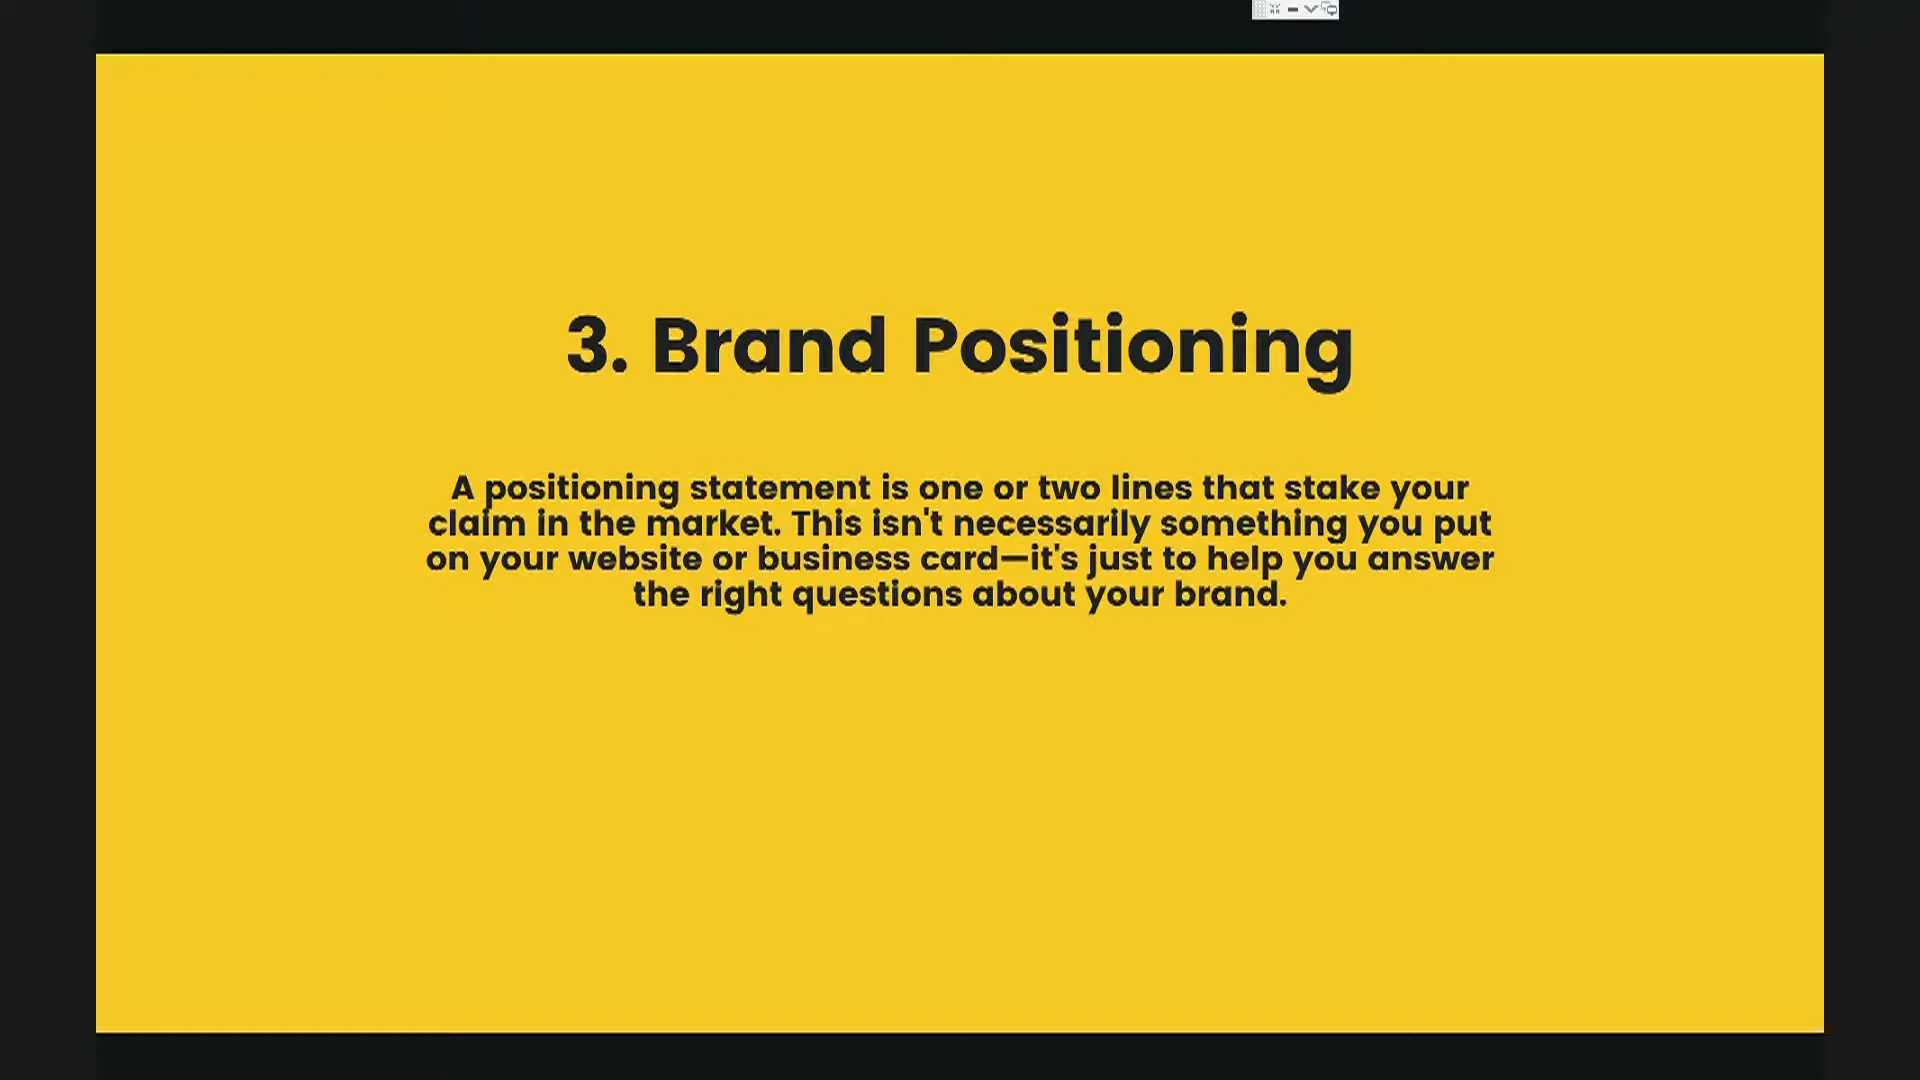 3. Brand Positioning
A positioning statement is one or two lines that stake your
claim in the market. This isn't necessarily something you put
on your website or business card—it's just to help you answer
the right questions about your brand.